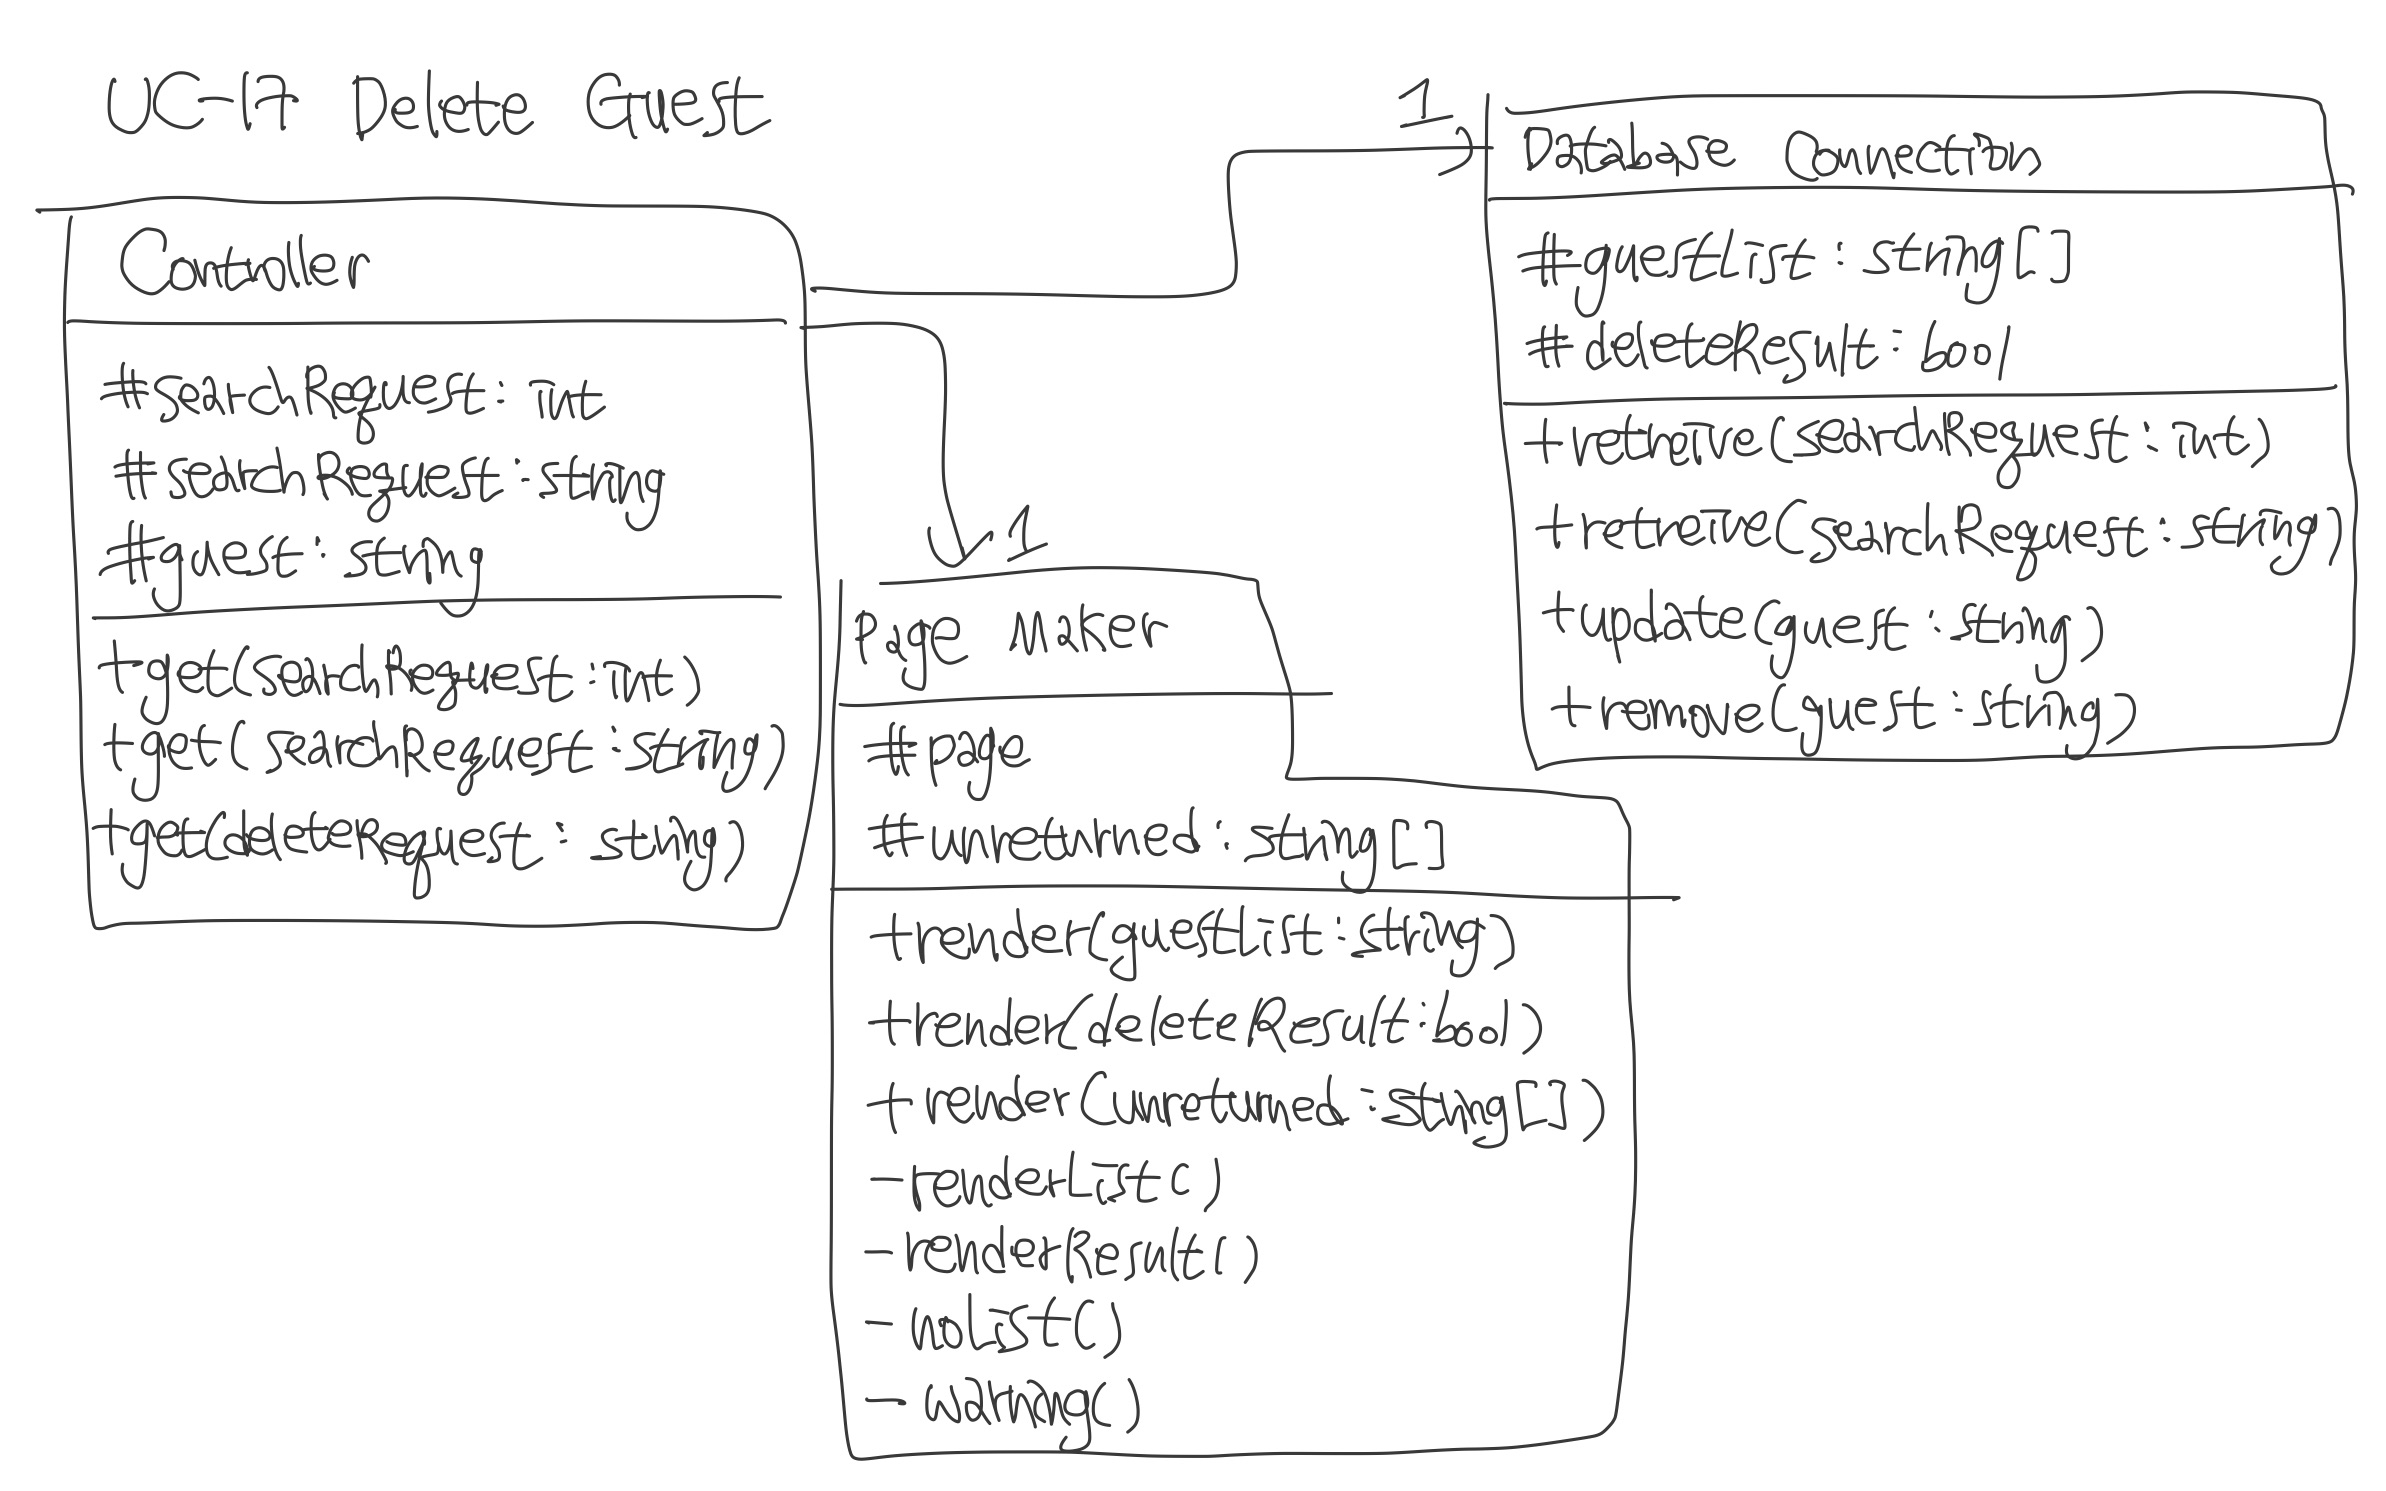 UC-17 Delete Guest
Controller
#searchRequest: int
#searchRequest: string
#guest: string
+get(searchRequest: int)
+get(searchRequest: string)
+get(deleteRequest: string)
1
Page Maker
#page
#unreturned: string[]
+render(guestList: string)
+render(deleteResult: bool)
+render(unreturned: string[])
-renderList()
-renderResult()
-noList()
-warning()
1
Database Connection
#guestList: string[]
#deleteResult: bool
+retreive(searchRequest: int)
+retreive(searchRequest: string)
+update(guest: string)
+remove(guest: string)